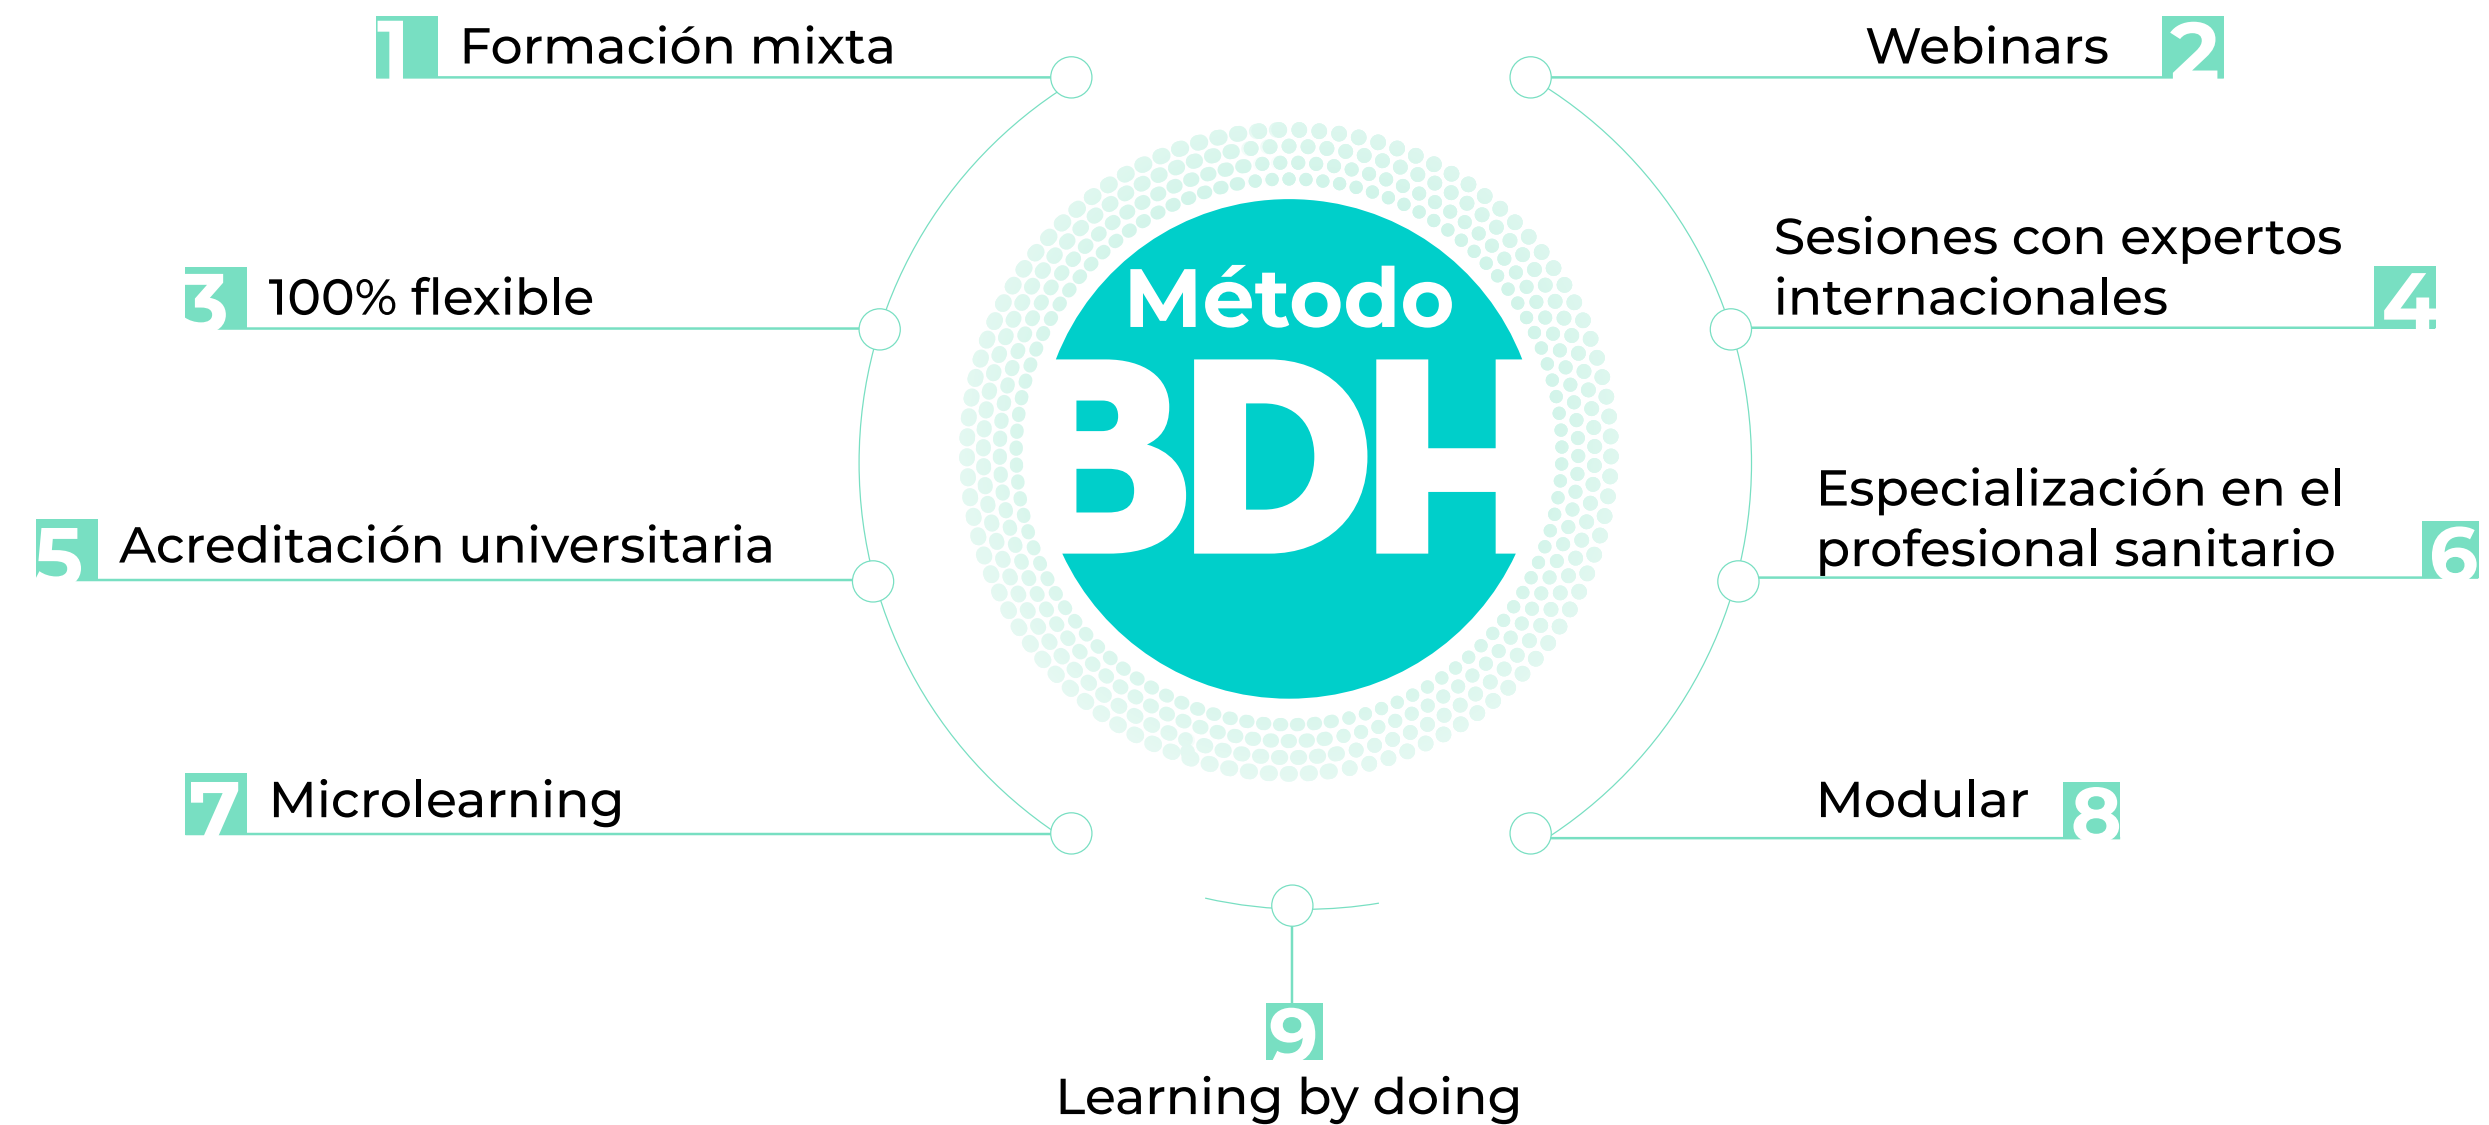 1 Formación mixta
Webinars 2
3 100% flexible
Sesiones con expertos
internacionales 4
5 Acreditación universitaria
Especialización en el
profesional sanitario 6
7 Microlearning
Modular 8
Método
BDH
9
Learning by doing